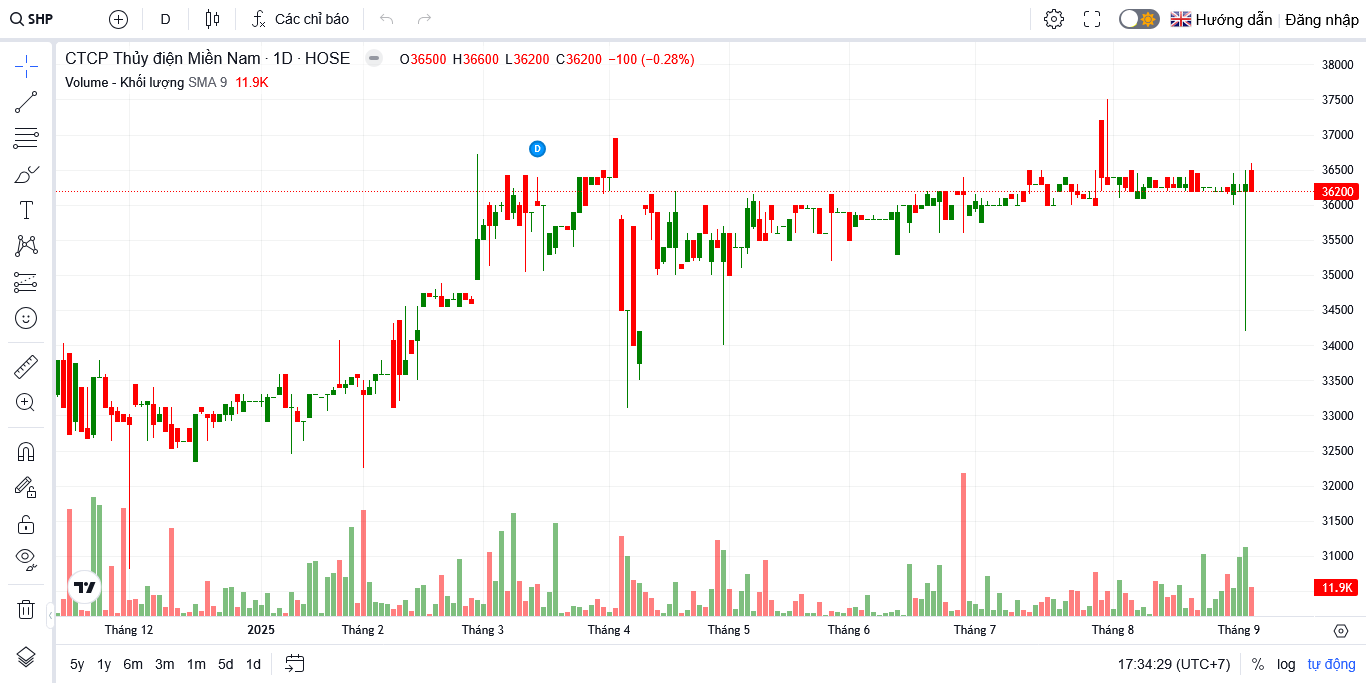 SHP D Các chỉ báo Hướng dẫn Đăng nhập
CTCP Thủy điện Miền Nam · 1D · HOSE O36500 H36600 L36200 C36200 −100 (−0.28%)
Volume - Khối lượng SMA 9 11.9K
D
38000
37500
37000
36500
36200
36000
35500
35000
34500
34000
33500
33000
32500
32000
31500
31000
11.9K
Tháng 12 2025 Tháng 2 Tháng 3 Tháng 4 Tháng 5 Tháng 6 Tháng 7 Tháng 8 Tháng 9
5y 1y 6m 3m 1m 5d 1d 17:34:29 (UTC+7) % log tự động